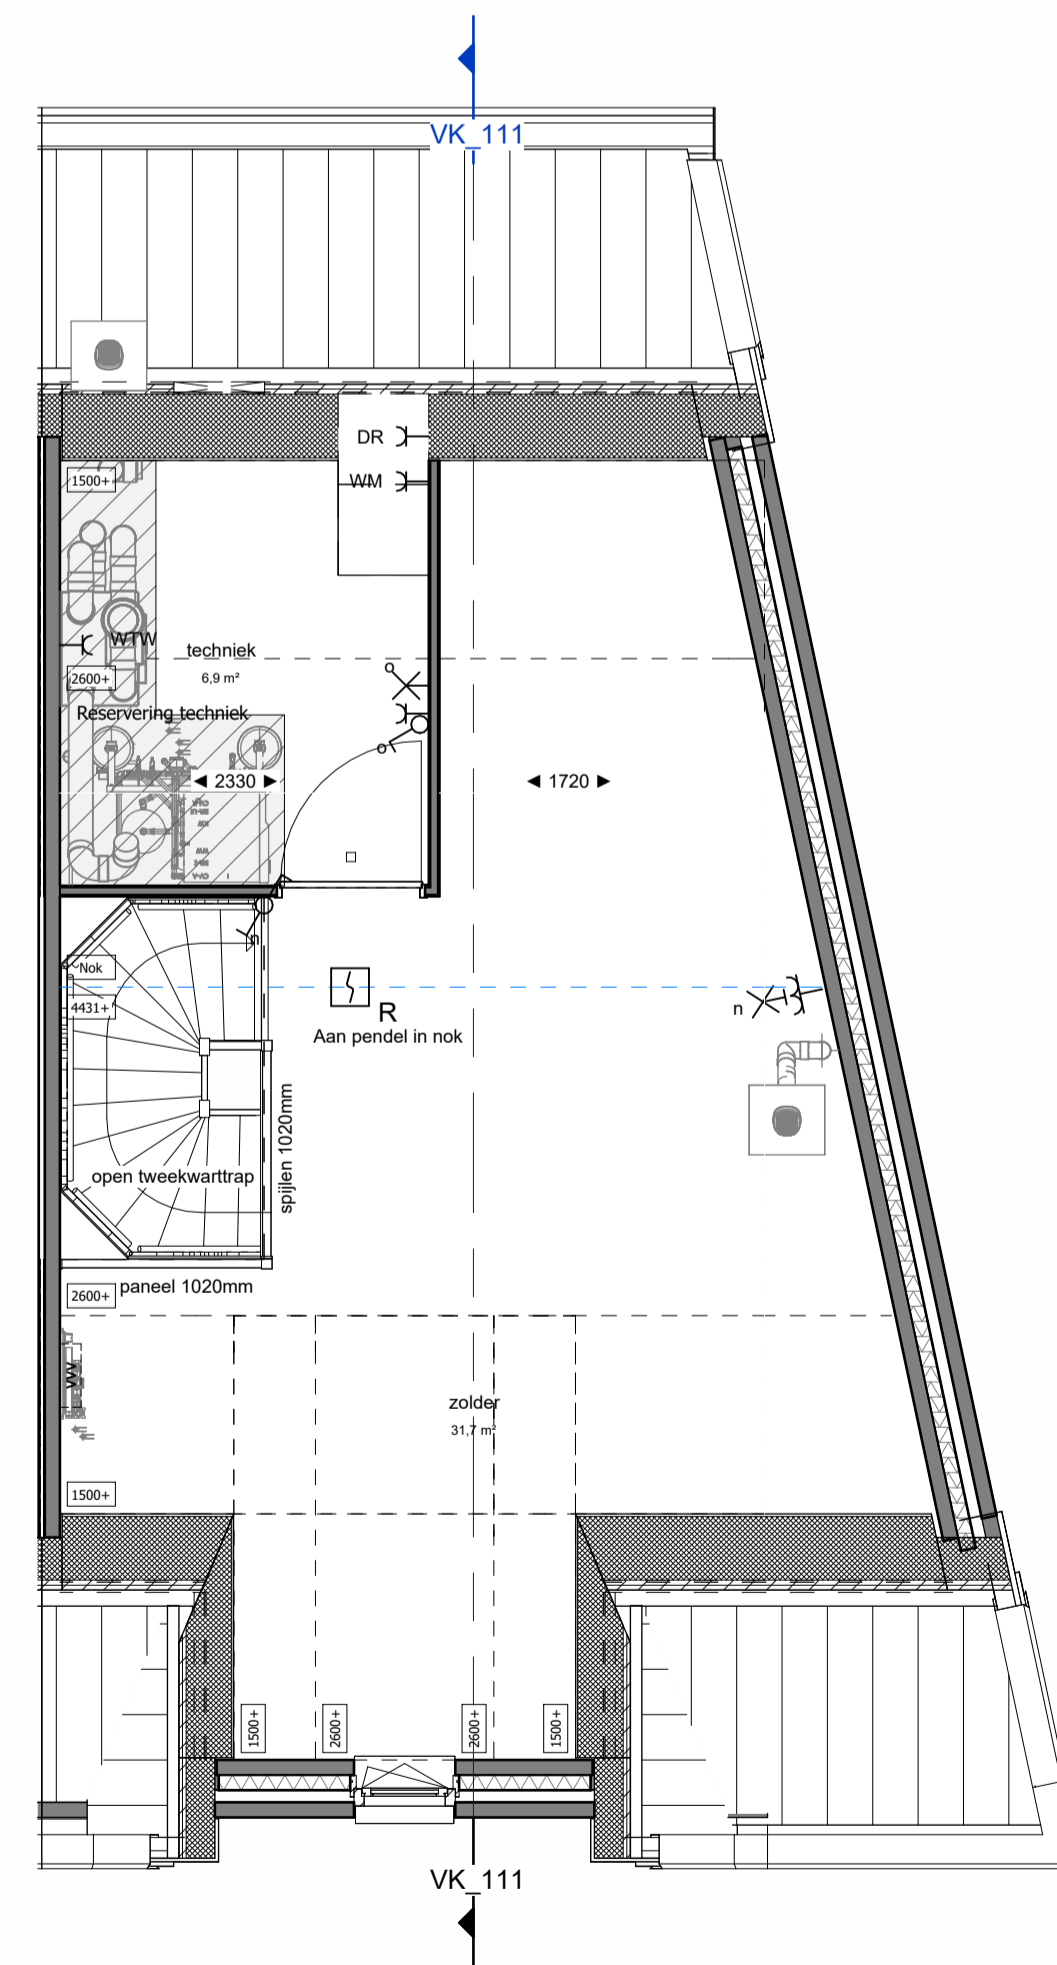 VK_111
DR
WM
1500+
WTW
techniek
6,9 m²
2600+
Reservering techniek
2330
1720
Nok
4431+
R
Aan pendel in nok
n
spijlen 1020mm
open tweekwarttrap
2600+
paneel 1020mm
VV
zolder
31,7 m²
1500+
1500+
2600+
2600+
1500+
VK_111